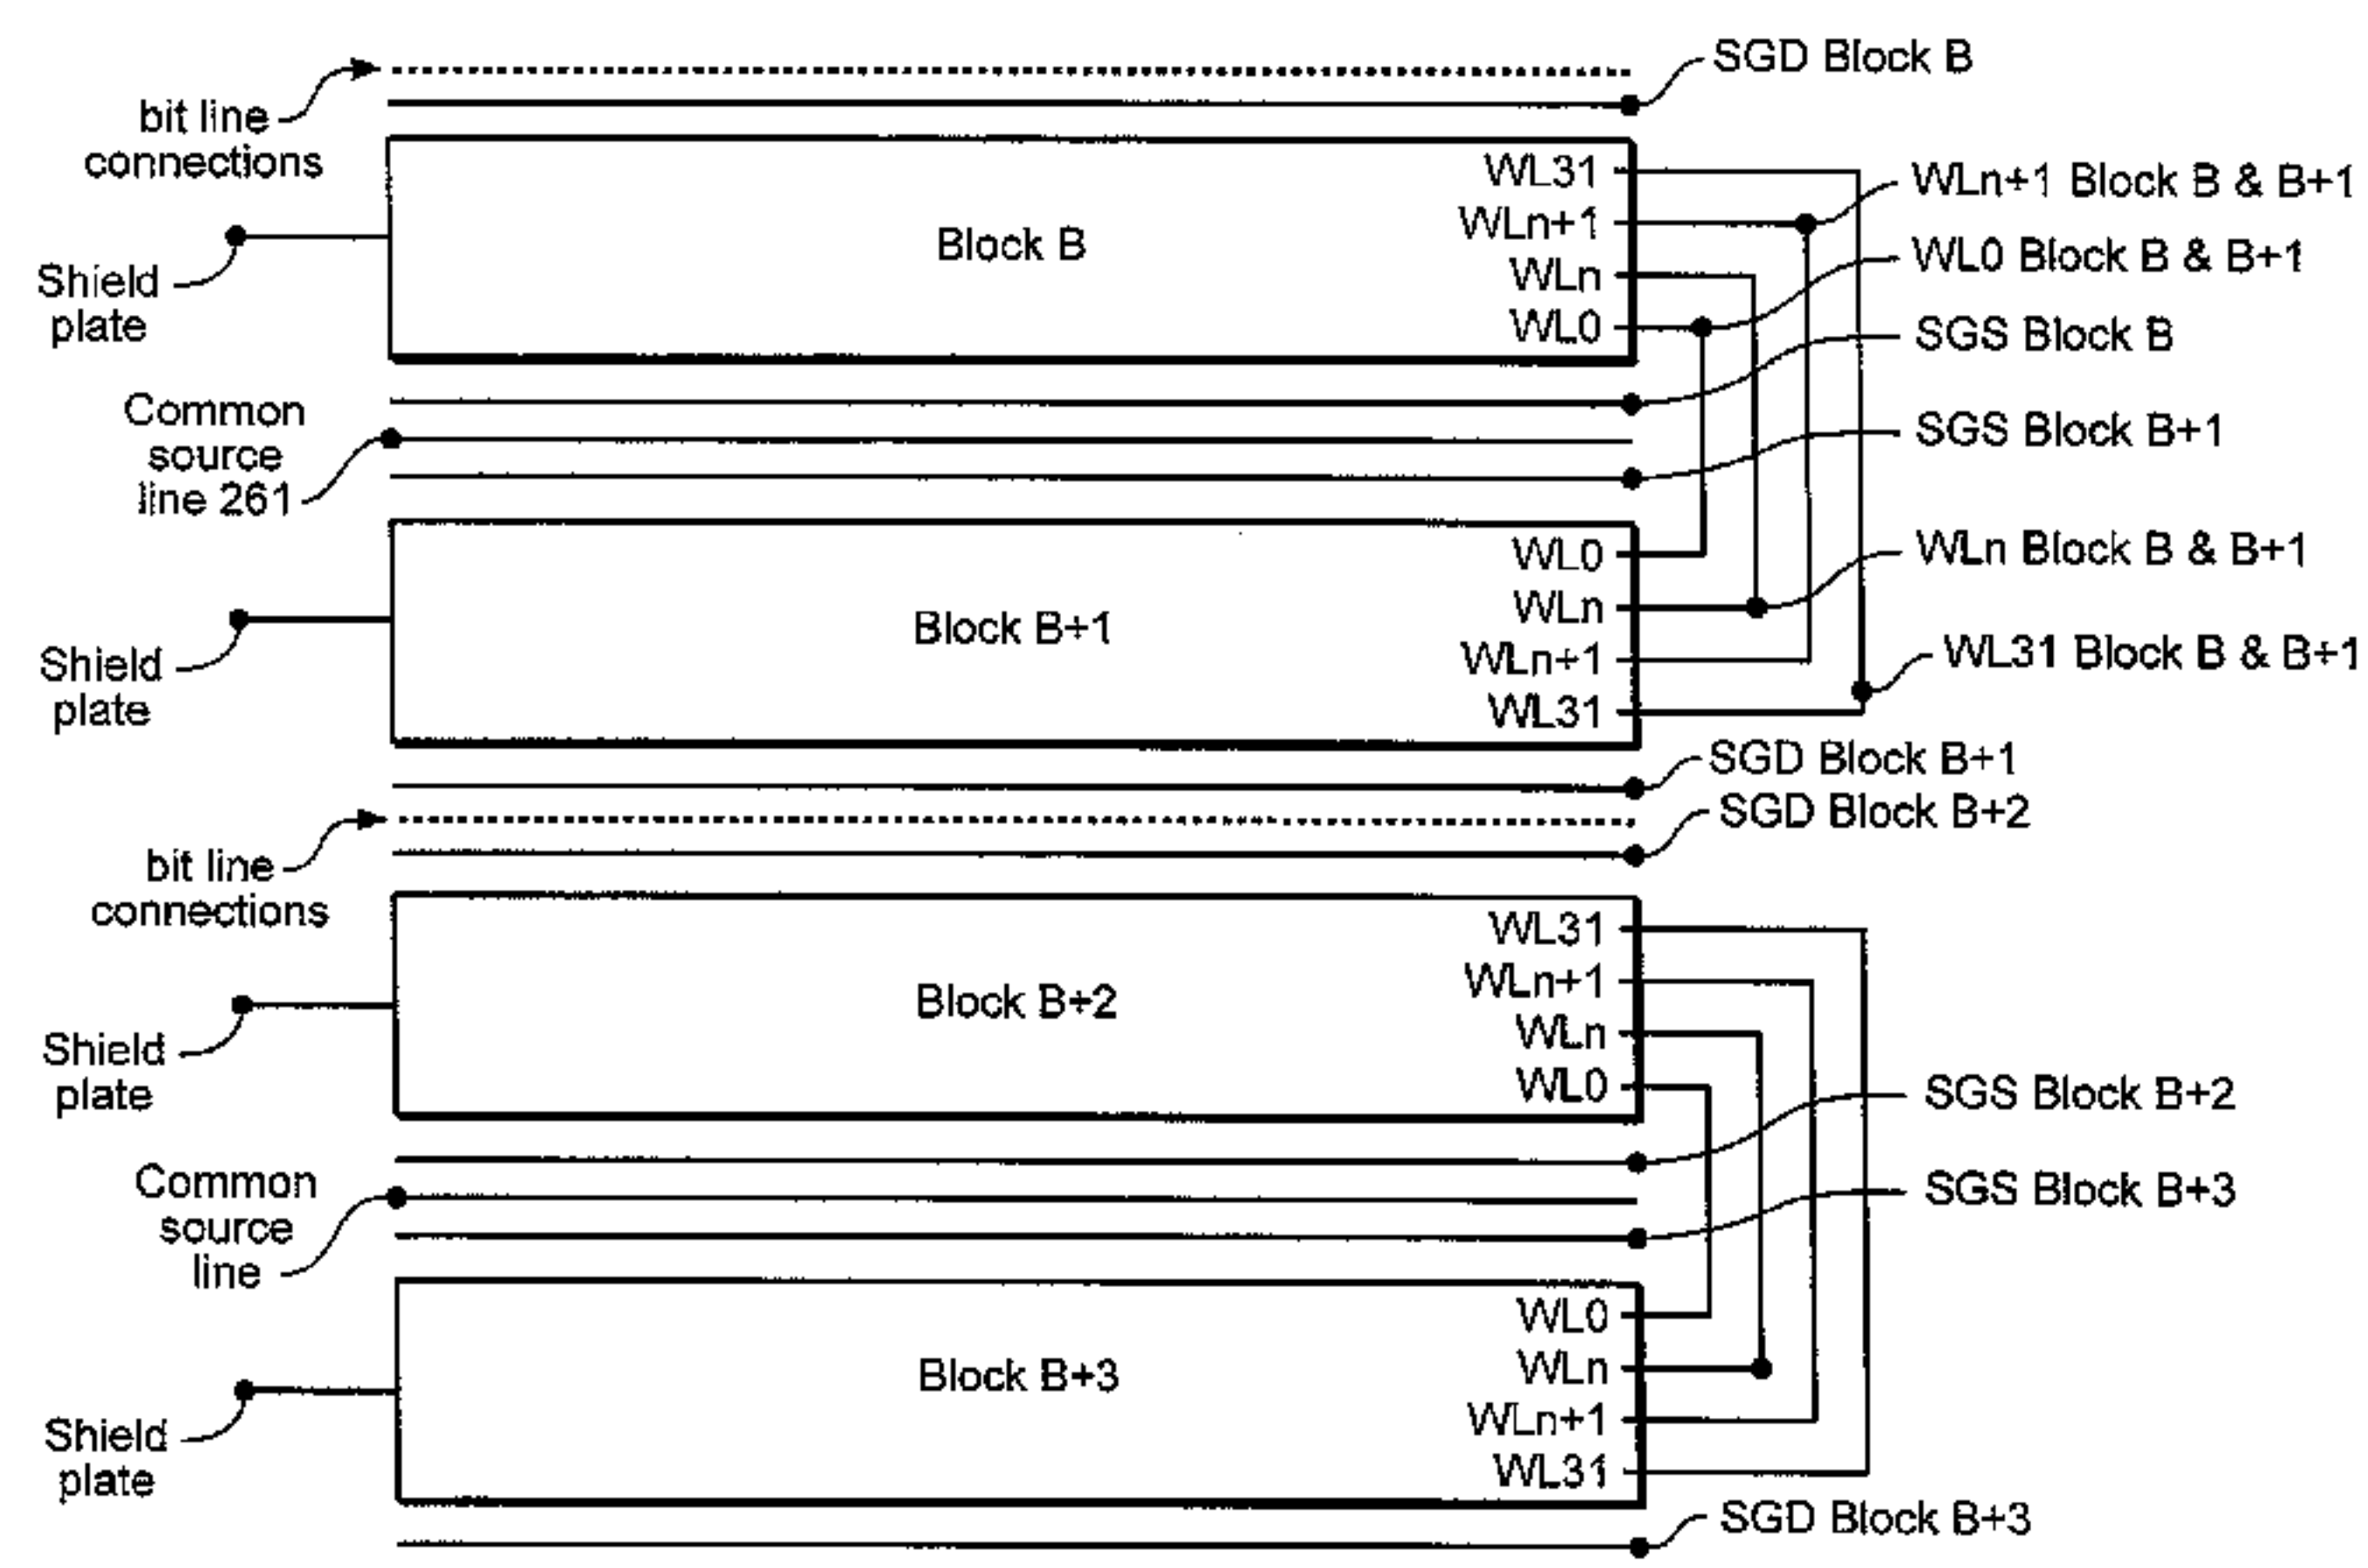 SGD Block B
bit line
connections
WL31
WLn+1 Block B & B+1
WLn+1
Block B
WL0 Block B & B+1
WLn
Shield
plate
WL0
SGS Block B
Common
source
line 261
SGS Block B+1
WL0
WLn Block B & B+1
WLn
Block B+1
Shield
plate
WLn+1
WL31 Block B & B+1
WL31
SGD Block B+1
SGD Block B+2
bit line
connections
WL31
WLn+1
Block B+2
WLn
Shield
plate
WL0
SGS Block B+2
Common
source
line
SGS Block B+3
WL0
WLn
Block B+3
WLn+1
Shield
plate
WL31
SGD Block B+3